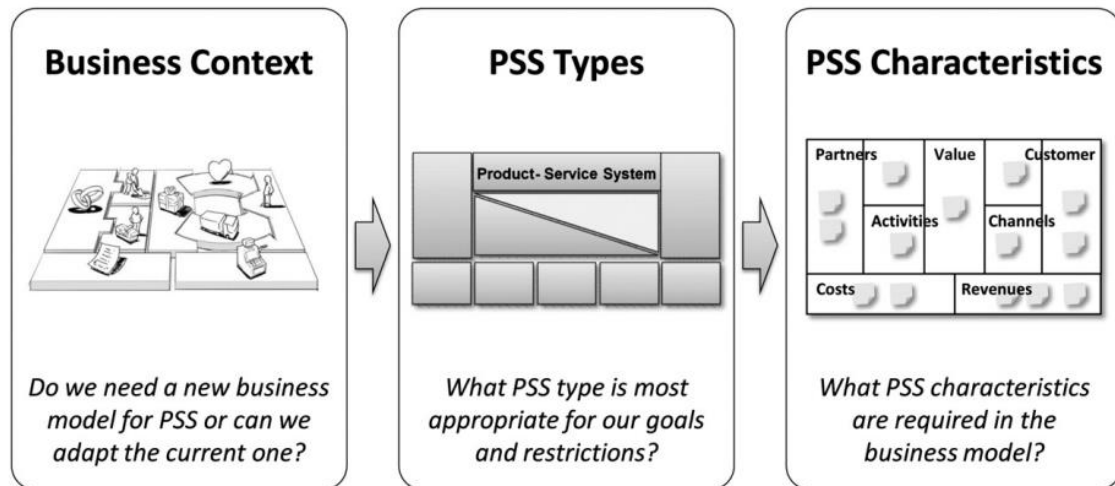 Business Context
Do we need a new business
model for PSS or can we
adapt the current one?
PSS Types
Product- Service System
What PSS type is most
appropriate for our goals
and restrictions?
PSS Characteristics
Partners
Value
Customer
Activities
Channels
Costs
Revenues
What PSS characteristics
are required in the
business model?